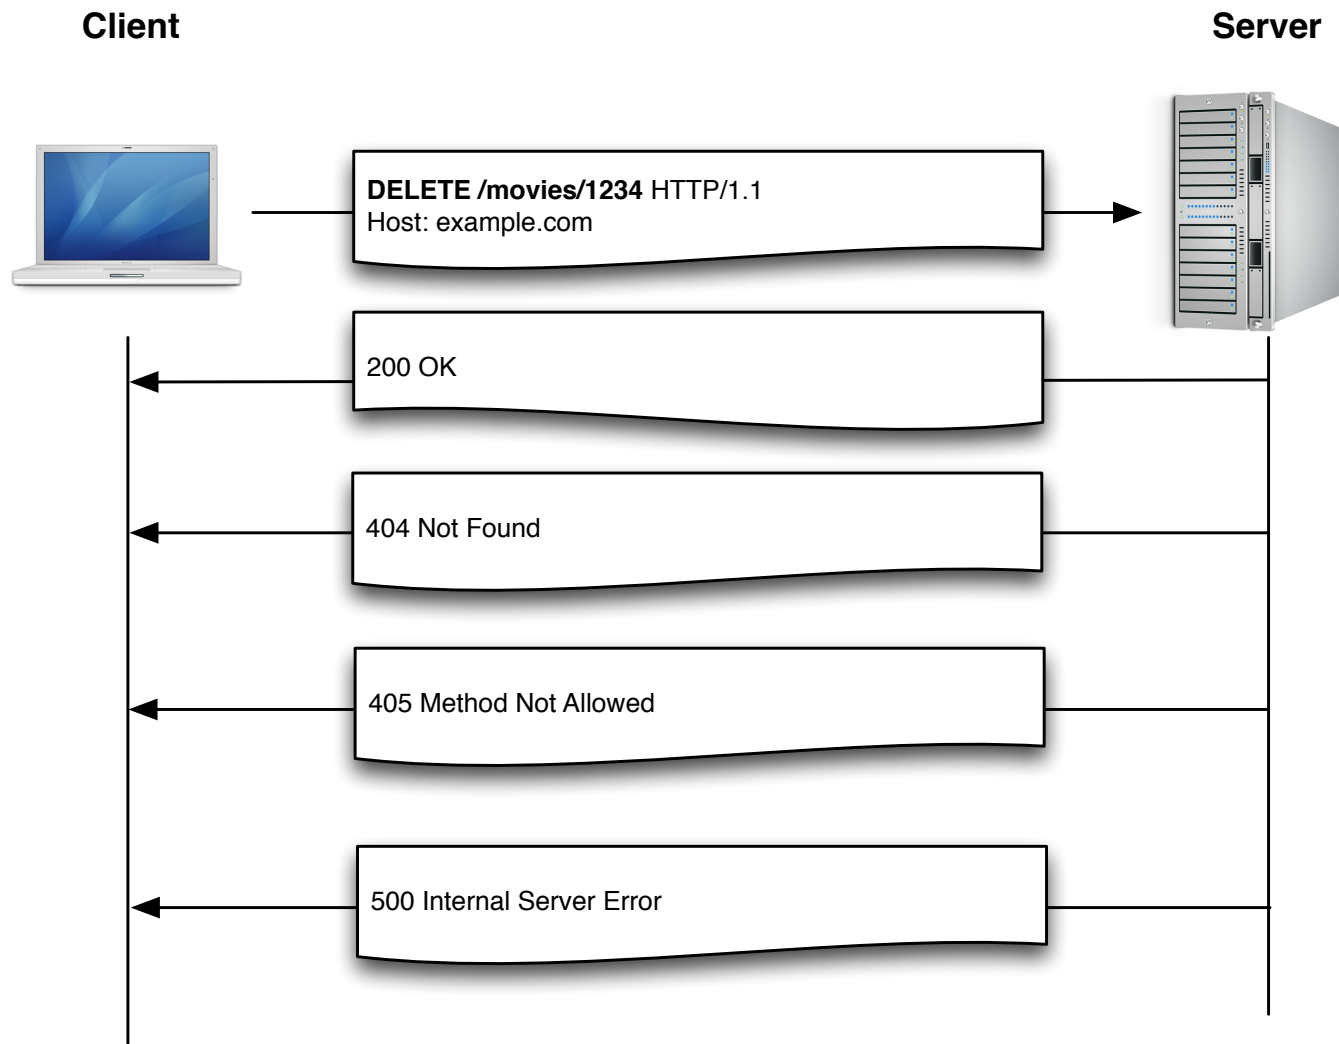 Client
Server
DELETE /movies/1234 HTTP/1.1
Host: example.com
200 OK
404 Not Found
405 Method Not Allowed
500 Internal Server Error